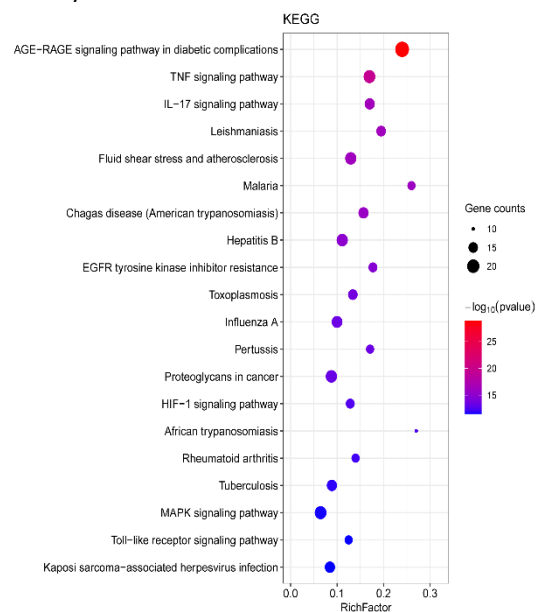 KEGG
AGE-RAGE signaling pathway in diabetic complications
TNF signaling pathway
IL-17 signaling pathway
Leishmaniasis
Fluid shear stress and atherosclerosis
Malaria
Chagas disease (American trypanosomiasis)
Hepatitis B
EGFR tyrosine kinase inhibitor resistance
Toxoplasmosis
Influenza A
Pertussis
Proteoglycans in cancer
HIF-1 signaling pathway
African trypanosomiasis
Rheumatoid arthritis
Tuberculosis
MAPK signaling pathway
Toll-like receptor signaling pathway
Kaposi sarcoma-associated herpesvirus infection
0.0 0.1 0.2 0.3
RichFactor
Gene counts
10
15
20
-log10(pvalue)
25
20
15